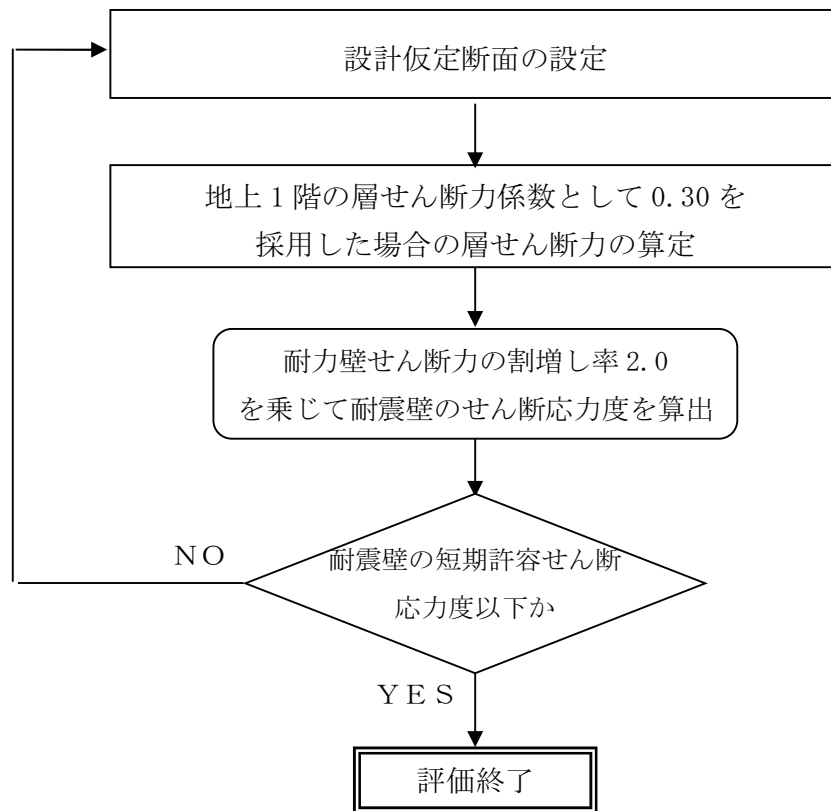 設計仮定断面の設定
地上1階の層せん断力係数として0.30を
採用した場合の層せん断力の算定
耐力壁せん断力の割増し率2.0
を乗じて耐震壁のせん断応力度を算出
耐震壁の短期許容せん断
応力度以下か
ＮＯ
ＹＥＳ
評価終了